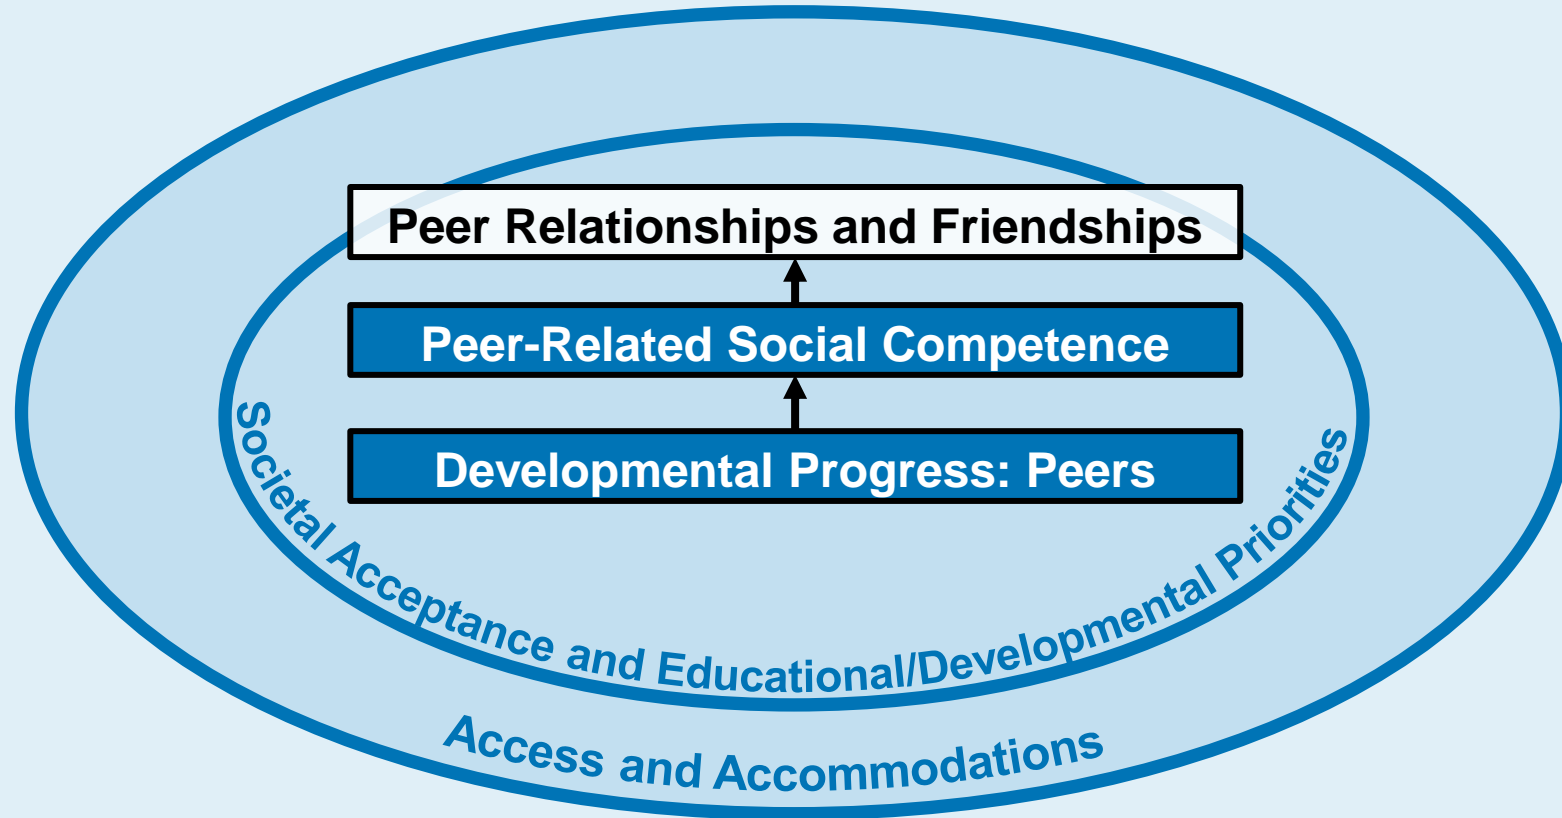 Peer Relationships and Friendships
Peer-Related Social Competence
Developmental Progress: Peers
Societal Acceptance and Educational/Developmental Priorities
Access and Accommodations